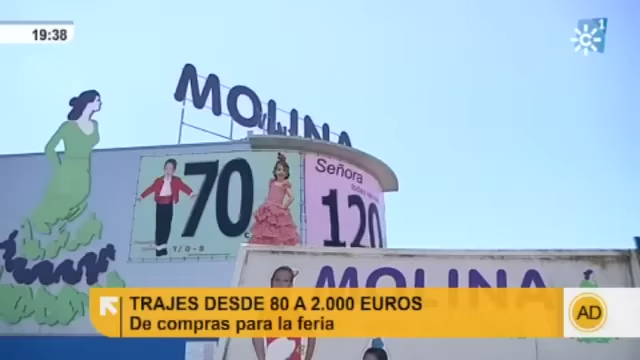 19:38
1
MOLINA
70
Señora
120
MOLINA
TRAJES DESDE 80 A 2.000 EUROS
De compras para la feria
AD